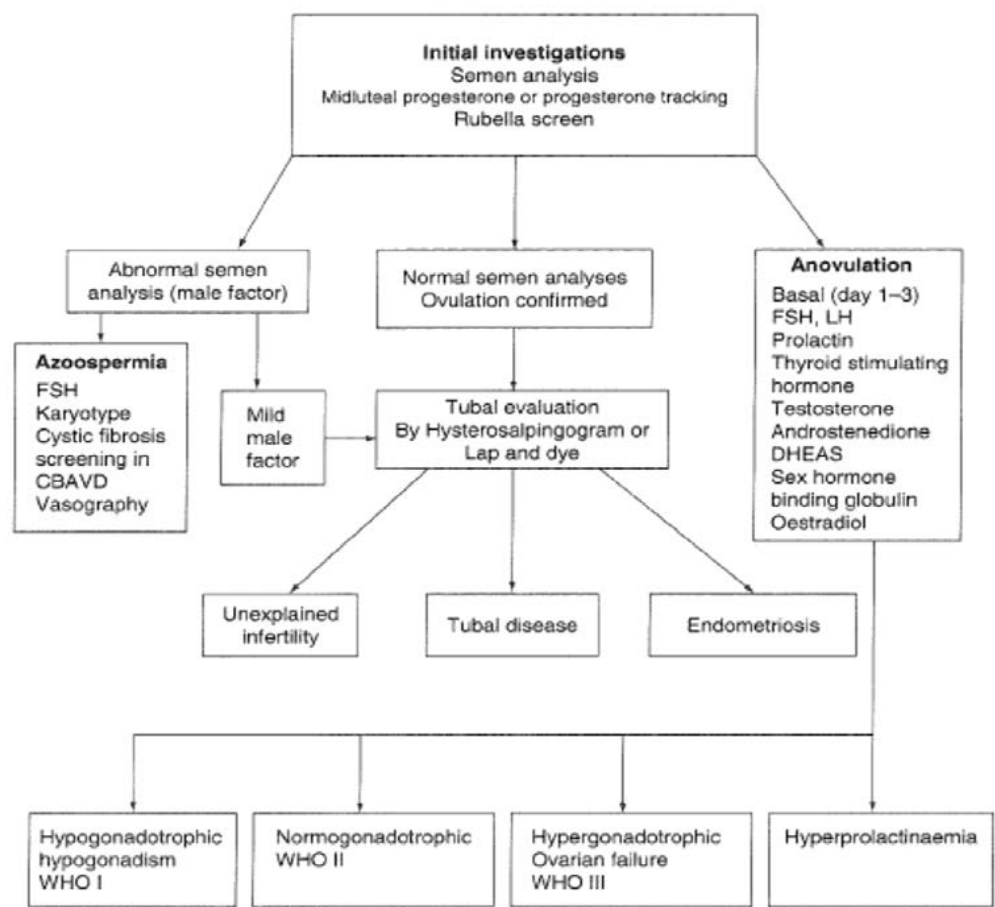 Initial investigations
Semen analysis
Midluteal progesterone or progesterone tracking
Rubella screen
Abnormal semen
analysis (male factor)
Normal semen analyses
Ovulation confirmed
Anovulation
Basal (day 1–3)
FSH, LH
Prolactin
Thyroid stimulating
hormone
Testosterone
Androstenedione
DHEAS
Sex hormone
binding globulin
Oestradiol
Azoospermia
FSH
Karyotype
Cystic fibrosis
screening in
CBAVD
Vasography
Mild
male
factor
Tubal evaluation
By Hysterosalpingogram or
Lap and dye
Unexplained
infertility
Tubal disease
Endometriosis
Hypogonadotrophic
hypogonadism
WHO I
Normogonadotrophic
WHO II
Hypergonadotrophic
Ovarian failure
WHO III
Hyperprolactinaemia